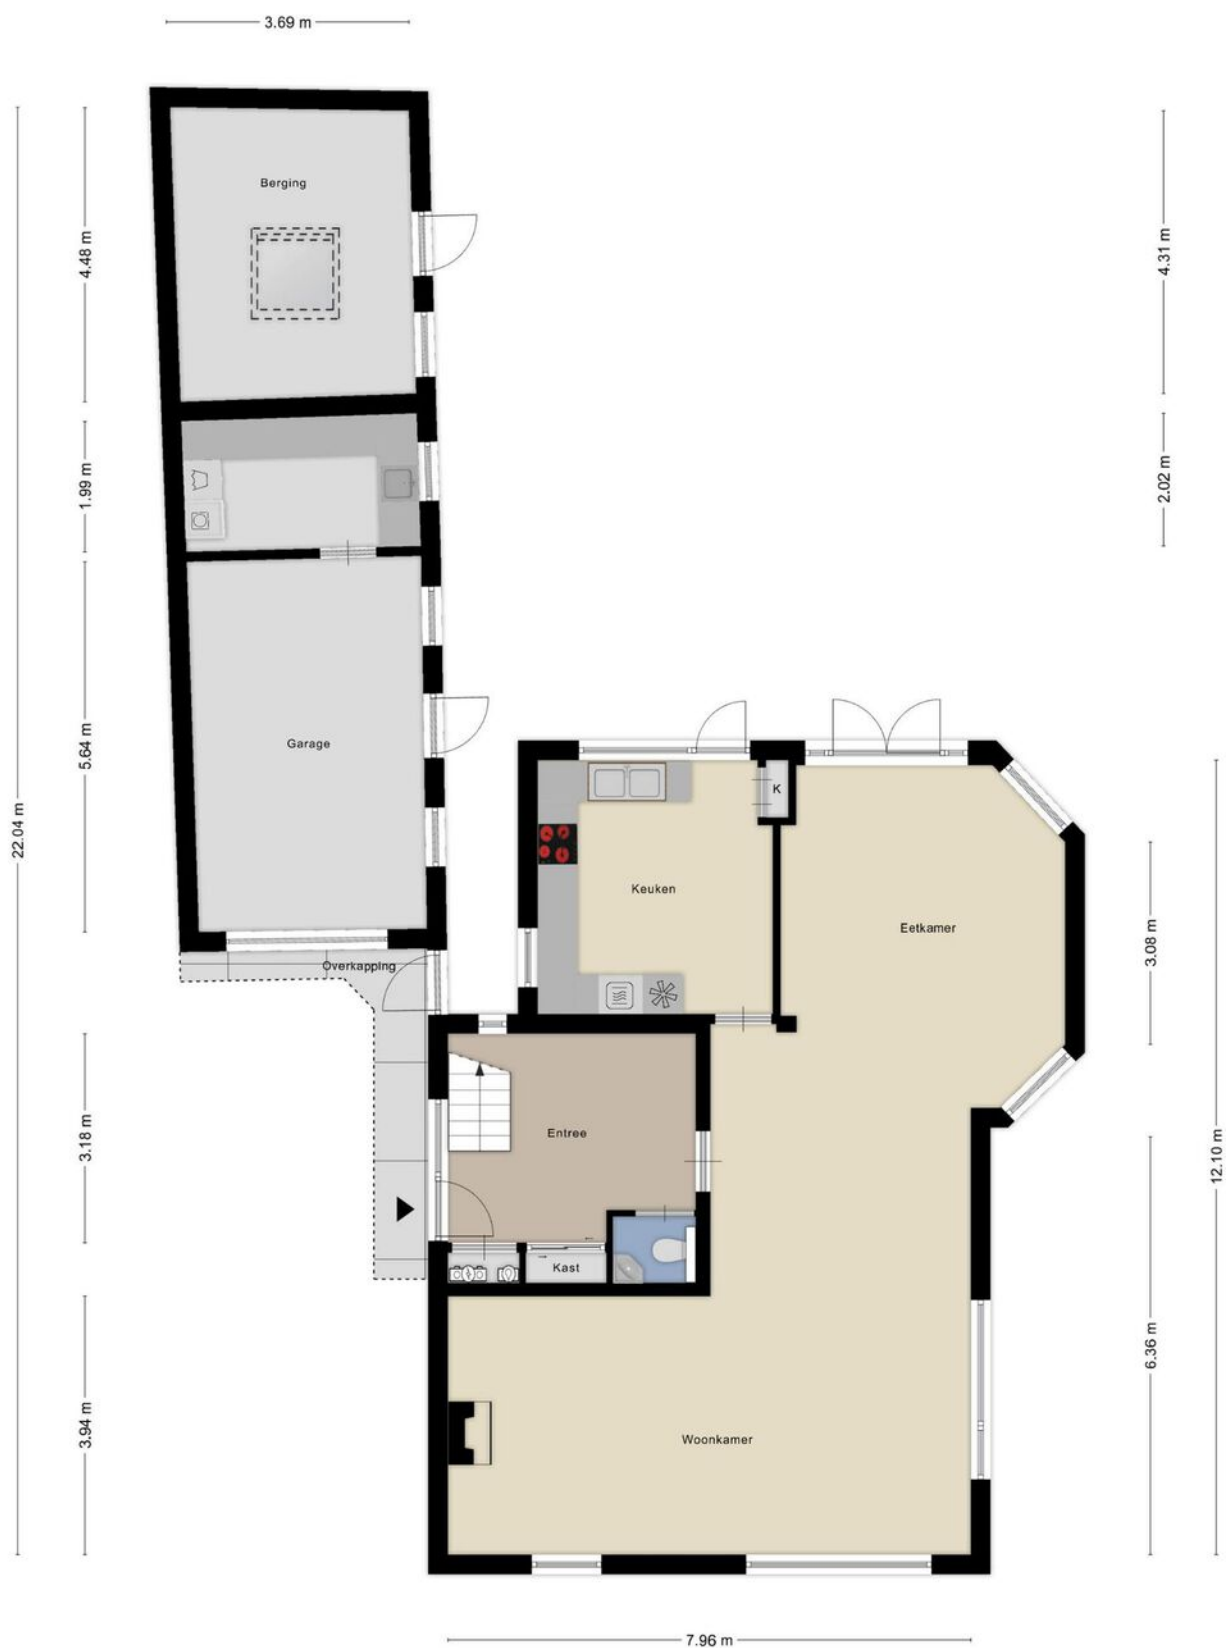 3.69 m
Berging
4.48 m
4.31 m
1.99 m
2.02 m
5.64 m
Garage
22.04 m
K
Keuken
Eetkamer
3.08 m
Overkapping
3.18 m
Entree
12.10 m
Kast
6.36 m
3.94 m
Woonkamer
7.96 m